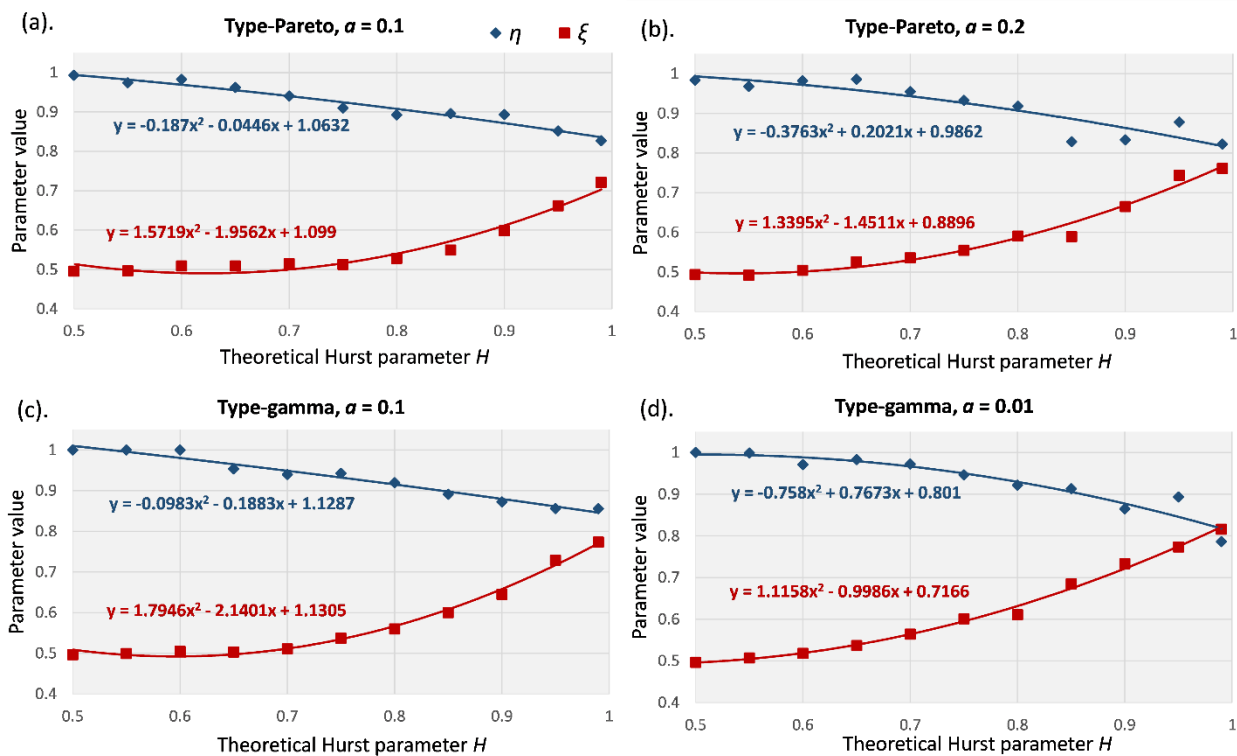 (a).
Type-Pareto, a = 0.1
η
ξ
Parameter value
1
0.9
0.8
0.7
0.6
0.5
0.4
y = -0.187x² - 0.0446x + 1.0632
y = 1.5719x² - 1.9562x + 1.099
0.5 0.6 0.7 0.8 0.9 1
Theoretical Hurst parameter H
(b).
Type-Pareto, a = 0.2
Parameter value
1
0.9
0.8
0.7
0.6
0.5
0.4
y = -0.3763x² + 0.2021x + 0.9862
y = 1.3395x² - 1.4511x + 0.8896
0.5 0.6 0.7 0.8 0.9 1
Theoretical Hurst parameter H
(c).
Type-gamma, a = 0.1
Parameter value
1
0.9
0.8
0.7
0.6
0.5
0.4
y = -0.0983x² - 0.1883x + 1.1287
y = 1.7946x² - 2.1401x + 1.1305
0.5 0.6 0.7 0.8 0.9 1
Theoretical Hurst parameter H
(d).
Type-gamma, a = 0.01
Parameter value
1
0.9
0.8
0.7
0.6
0.5
0.4
y = -0.758x² + 0.7673x + 0.801
y = 1.1158x² - 0.9986x + 0.7166
0.5 0.6 0.7 0.8 0.9 1
Theoretical Hurst parameter H